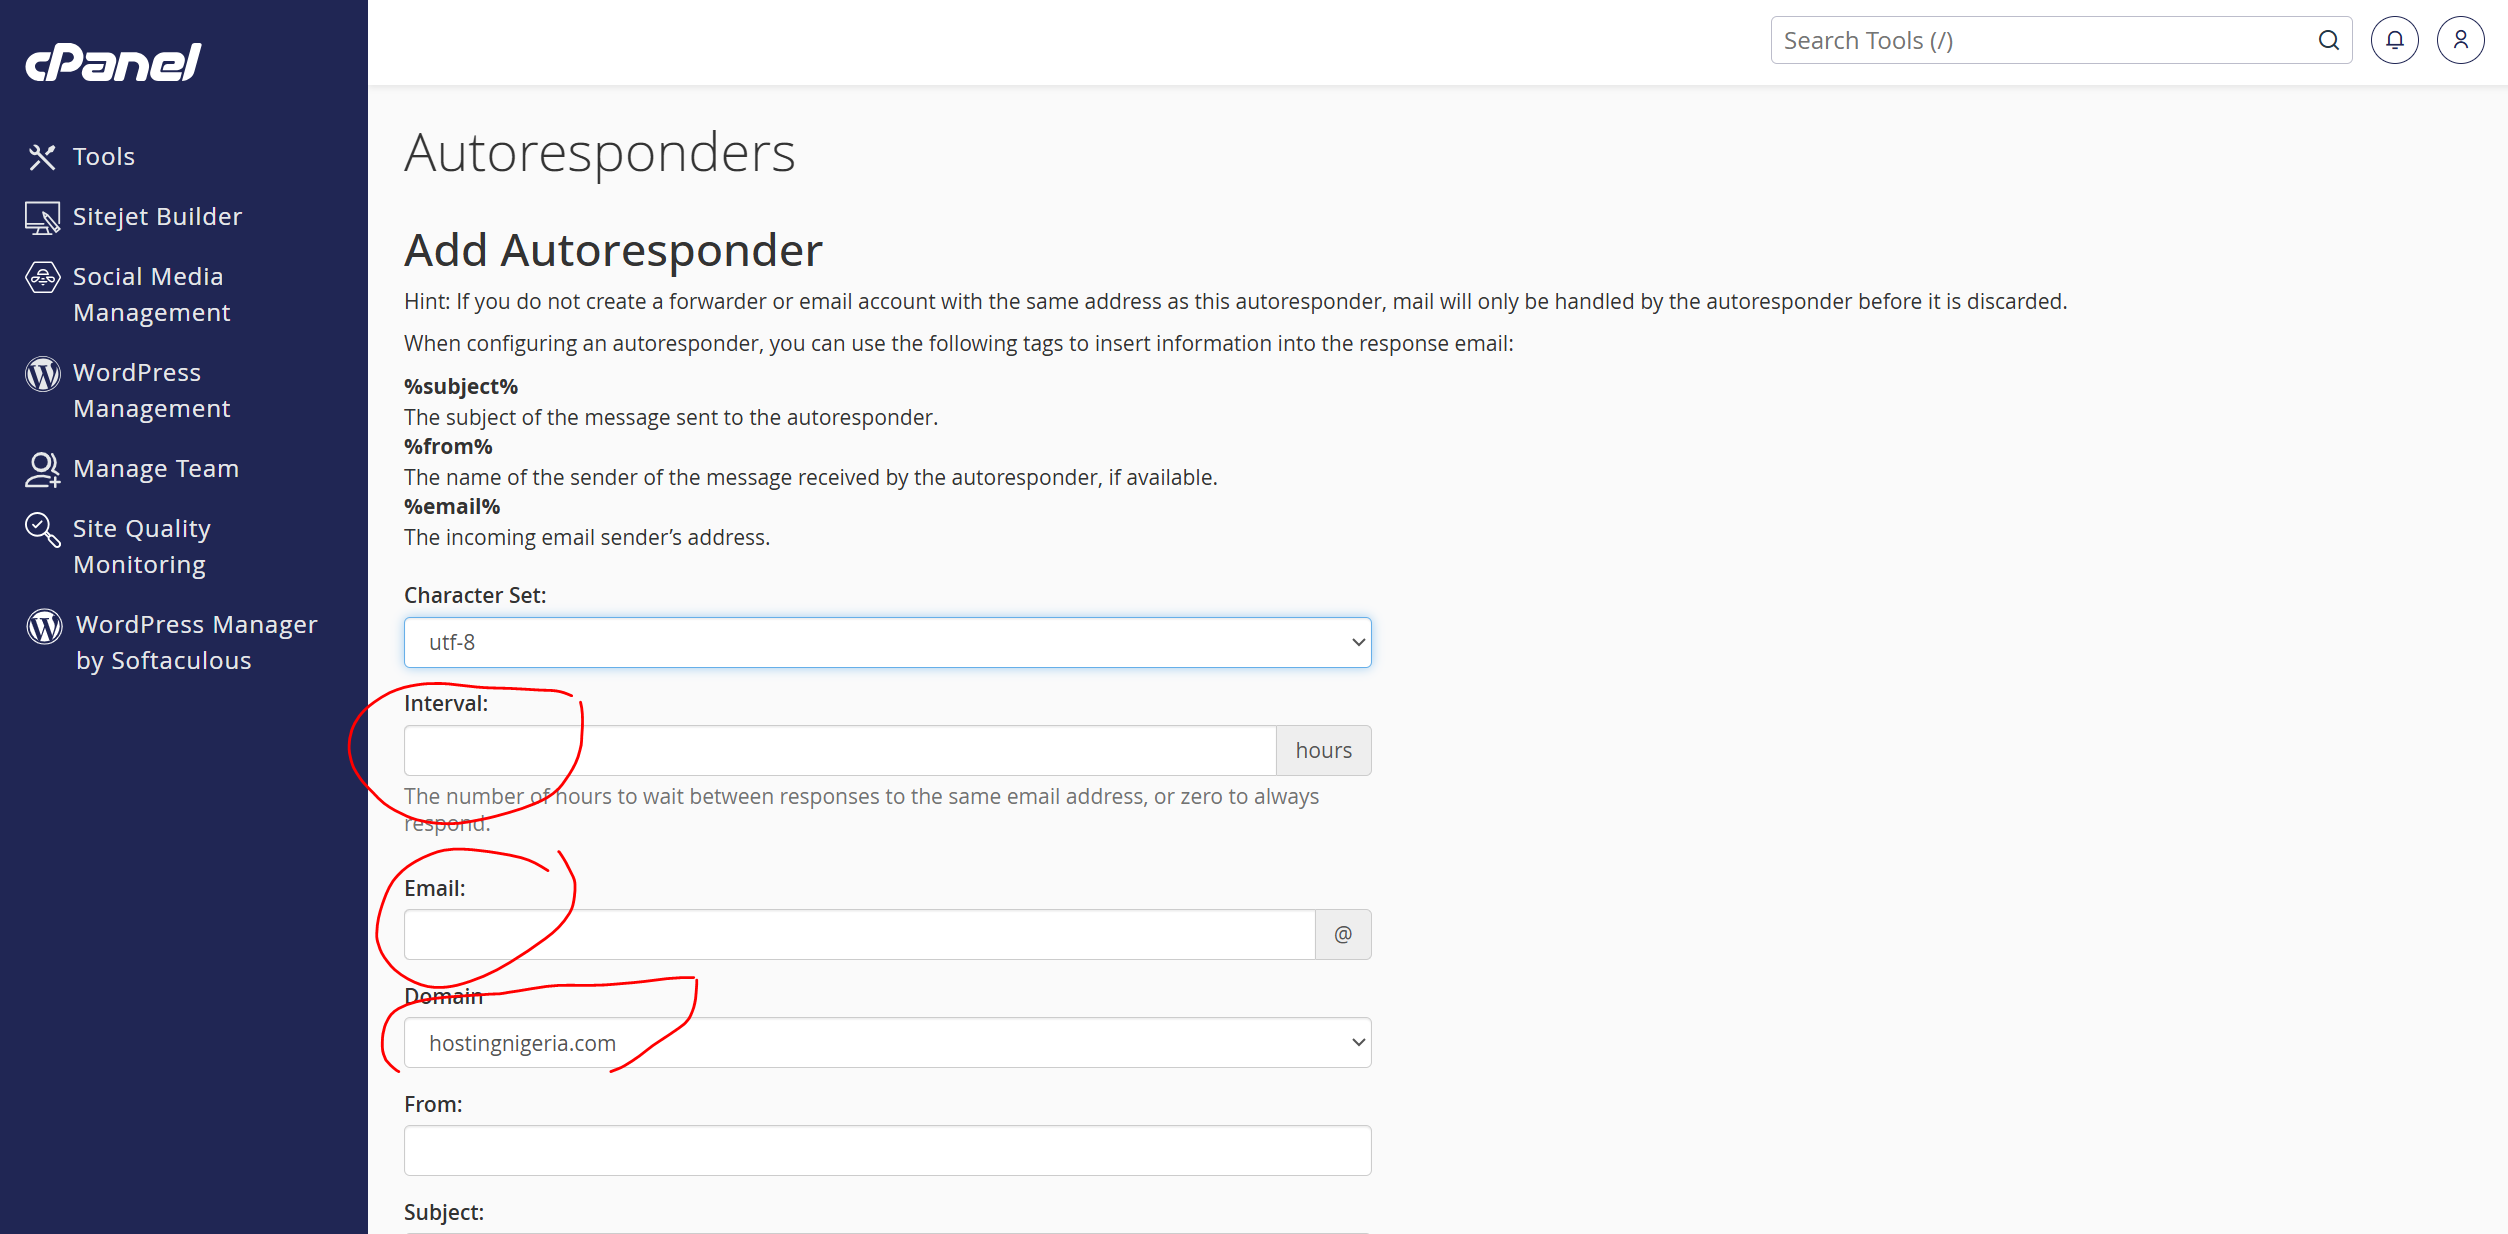 cPanel
Search Tools (/)
Tools
Sitejet Builder
Social Media
Management
WordPress
Management
Manage Team
Site Quality
Monitoring
WordPress Manager
by Softaculous
Autoresponders
Add Autoresponder
Hint: If you do not create a forwarder or email account with the same address as this autoresponder, mail will only be handled by the autoresponder before it is discarded.
When configuring an autoresponder, you can use the following tags to insert information into the response email:
%subject%
The subject of the message sent to the autoresponder.
%from%
The name of the sender of the message received by the autoresponder, if available.
%email%
The incoming email sender’s address.
Character Set:
utf-8
Interval:
hours
The number of hours to wait between responses to the same email address, or zero to always
respond.
Email:
@
Domain
hostingnigeria.com
From:
Subject: